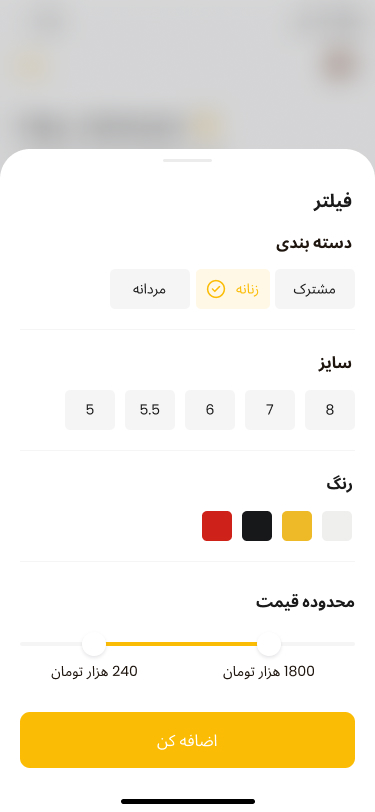 فیلتر
دسته بندی
مشترک زنانه مردانه
سایز
8 7 6 5.5 5
رنگ
محدوده قیمت
1800 هزار تومان 240 هزار تومان
اضافه کن